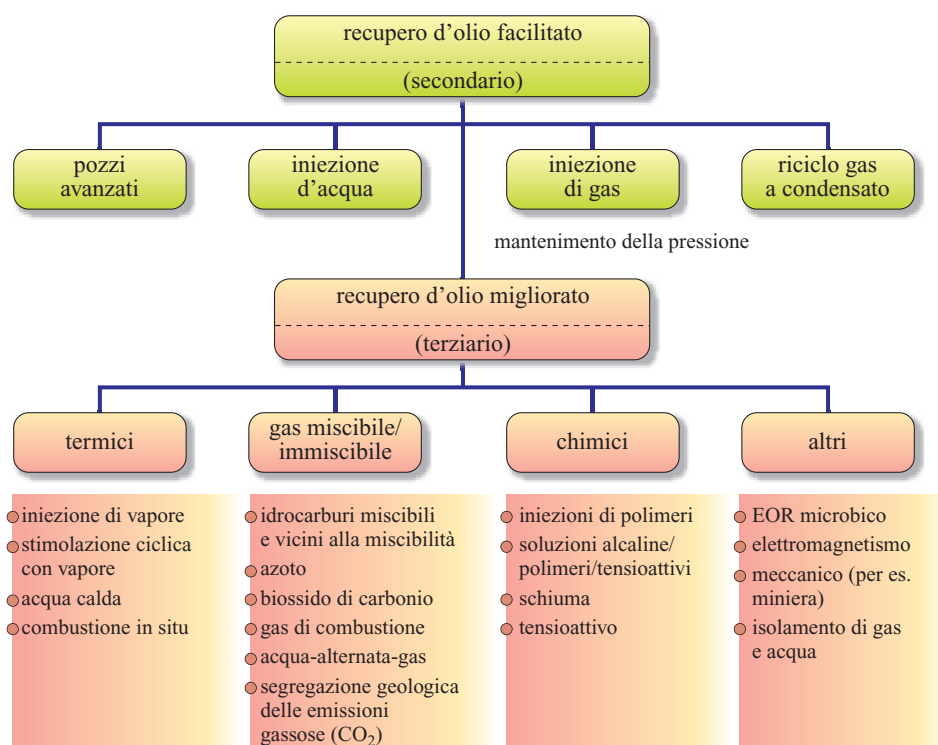 recupero d'olio facilitato
(secondario)
pozzi
avanzati
iniezione
d'acqua
iniezione
di gas
riciclo gas
a condensato
mantenimento della pressione
recupero d'olio migliorato
(terziario)
termici
gas miscibile/
immiscibile
chimici
altri
iniezione di vapore
stimolazione ciclica
con vapore
acqua calda
combustione in situ
idrocarburi miscibili
e vicini alla miscibilità
azoto
biossido di carbonio
gas di combustione
acqua-alternata-gas
segregazione geologica
delle emissioni
gassose (CO₂)
iniezioni di polimeri
soluzioni alcaline/
polimeri/tensioattivi
schiuma
tensioattivo
EOR microbico
elettromagnetismo
meccanico (per es.
miniera)
isolamento di gas
e acqua